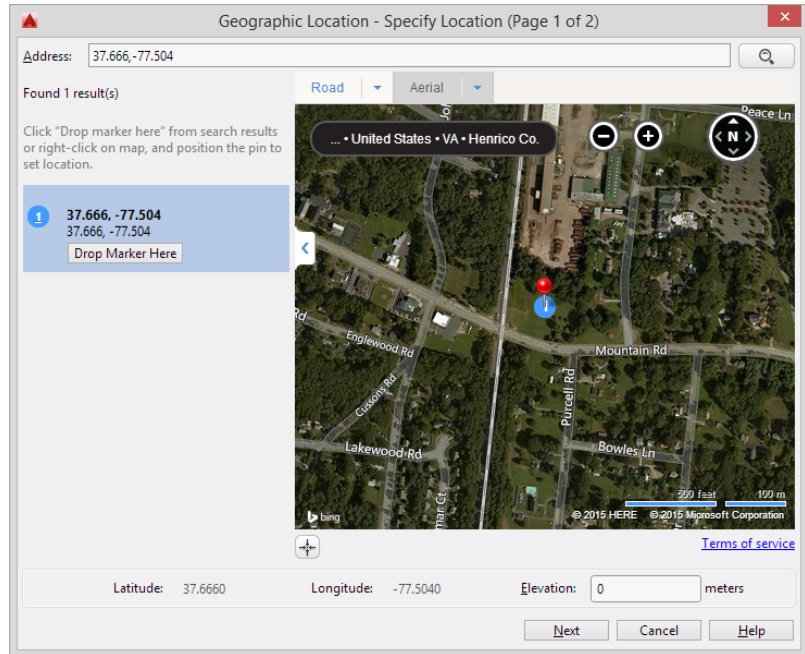 Geographic Location - Specify Location (Page 1 of 2)
Address: 37.666,-77.504
Found 1 result(s)
Click "Drop marker here" from search results
or right-click on map, and position the pin to
set location.
1 37.666, -77.504
37.666, -77.504
Drop Marker Here
Road Aerial
Peace Ln
... • United States • VA • Henrico Co.
N
Rd
Englewood Rd
Mountain Rd
Cussons Rd
Purcell Rd
Lakewood Rd
Bowles Ln
mar Ct
500 feet 100 m
bing
© 2015 HERE © 2015 Microsoft Corporation
Terms of service
Latitude: 37.6660 Longitude: -77.5040 Elevation: 0 meters
Next Cancel Help